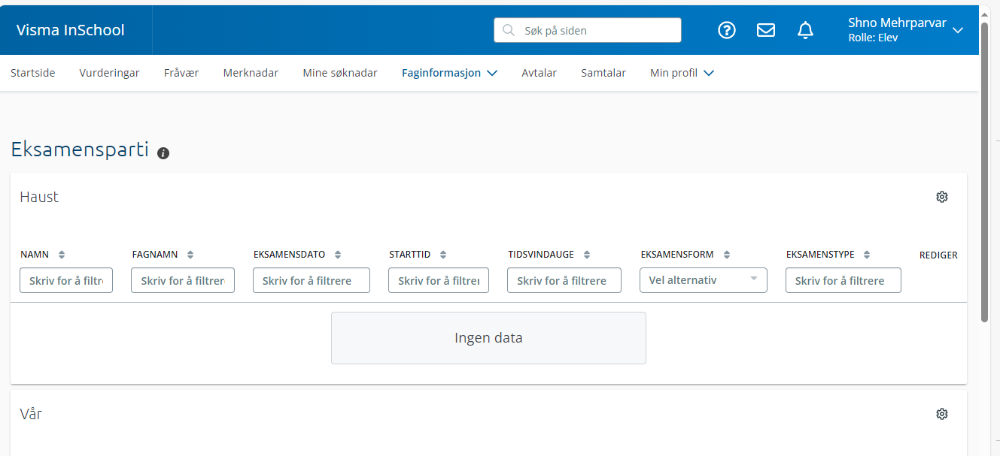 Visma InSchool
Søk på siden
Shno Mehrparvar
Rolle: Elev
Startside Vurderingar Fråvær Merknadar Mine søknadar Faginformasjon Avtalar Samtalar Min profil
Eksamensparti
Haust
NAMN FAGNAMN EKSAMENSDATO STARTTID TIDSVINDAUGE EKSAMENSFORM EKSAMENSTYPE REDIGER
Skriv for å filtr Skriv for å filtrer Skriv for å filtrere Skriv for å filtrer Skriv for å filtrere Vel alternativ Skriv for å filtrere
Ingen data
Vår